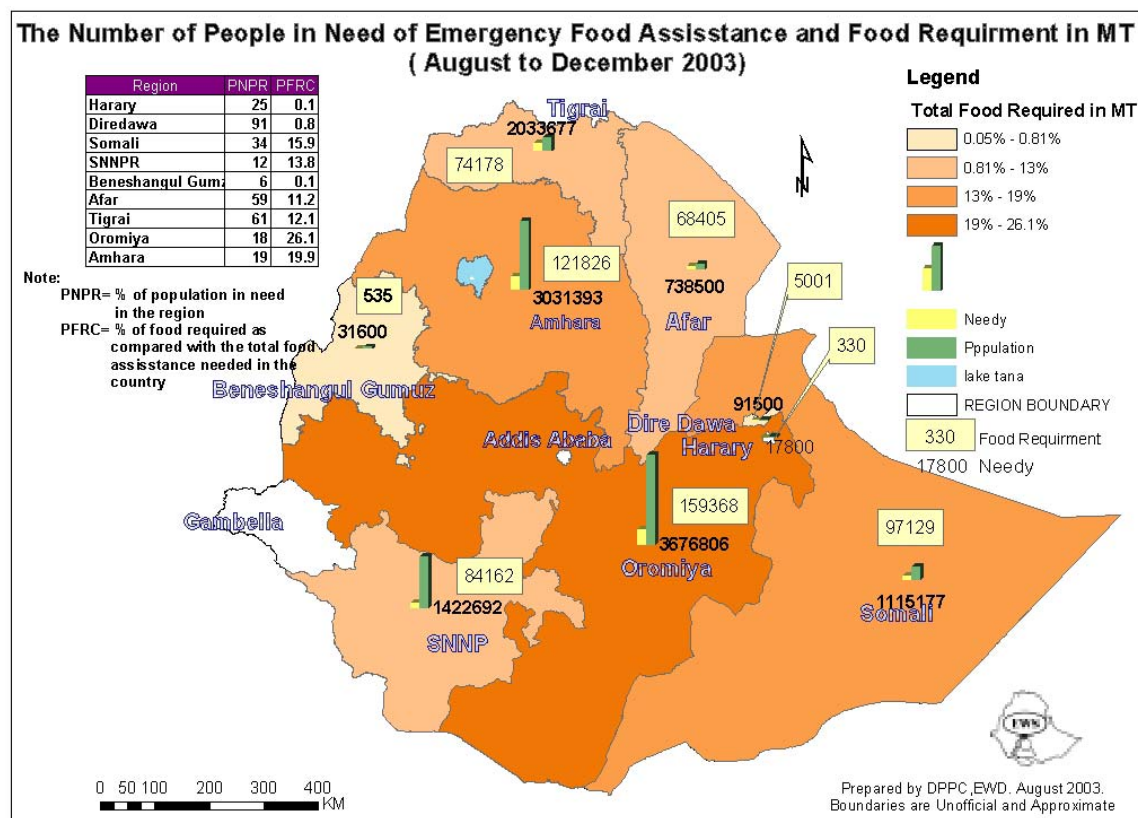 The Number of People in Need of Emergency Food Assisstance and Food Requirment in MT
( August to December 2003)
Region PNPR PFRC
Harary 25 0.1
Diredawa 91 0.8
Somali 34 15.9
SNNPR 12 13.8
Beneshangul Gumz 6 0.1
Afar 59 11.2
Tigrai 61 12.1
Oromiya 18 26.1
Amhara 19 19.9
Note:
PNPR= % of population in need
in the region
PFRC= % of food required as
compared with the total food
assisstance needed in the
country
Legend
Total Food Required in MT
0.05% - 0.81%
0.81% - 13%
13% - 19%
19% - 26.1%
Needy
Pppulation
lake tana
REGION BOUNDARY
330 Food Requirment
17800 Needy
N
Tigrai
2033677
74178
68405
738500
Afar
121826
3031393
Amhara
535
31600
Beneshangul Gumuz
5001
330
91500
Dire Dawa
Harary
17800
Addis Ababa
Gambella
159368
3676806
Oromiya
97129
1115177
Somali
84162
1422692
SNNP
0 50 100 200 300 400
KM
EWS
Prepared by DPPC ,EWD. August 2003.
Boundaries are Unofficial and Approximate